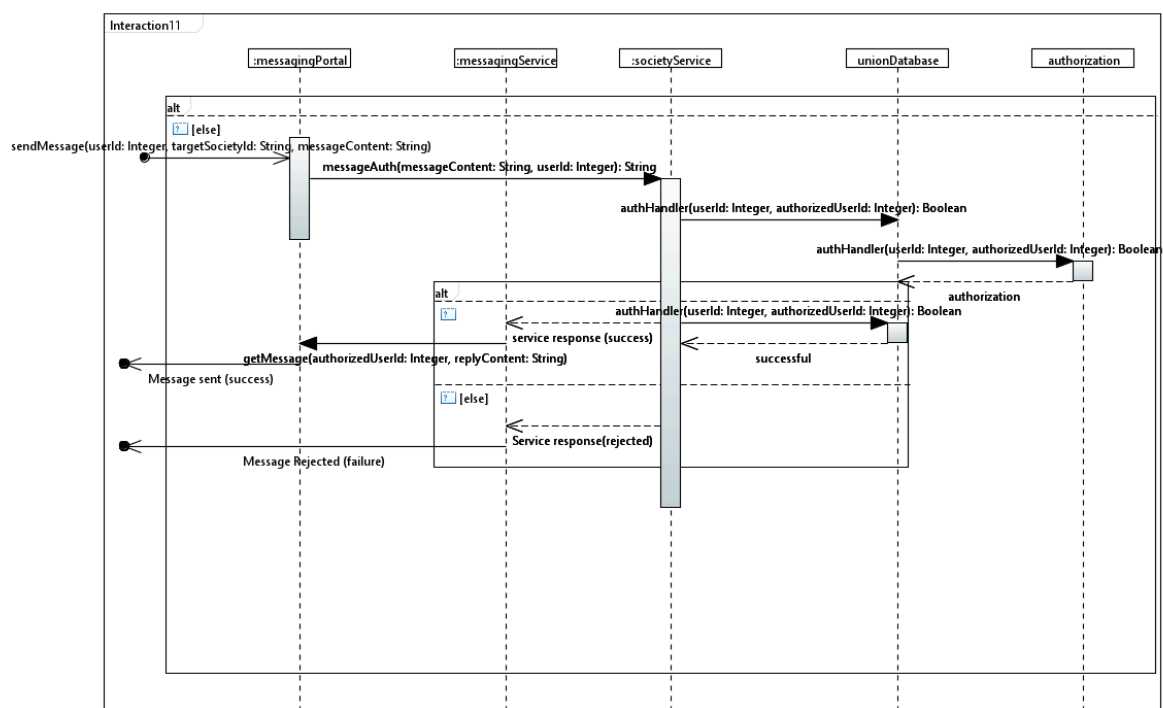 Interaction11
:messagingPortal
:messagingService
:societyService
unionDatabase
authorization
alt
[else]
sendMessage(userId: Integer, targetSocietyId: String, messageContent: String)
messageAuth(messageContent: String, userId: Integer): String
authHandler(userId: Integer, authorizedUserId: Integer): Boolean
authHandler(userId: Integer, authorizedUserId: Integer): Boolean
authorization
alt
authHandler(userId: Integer, authorizedUserId: Integer): Boolean
service response (success)
successful
getMessage(authorizedUserId: Integer, replyContent: String)
Message sent (success)
[else]
Service response(rejected)
Message Rejected (failure)